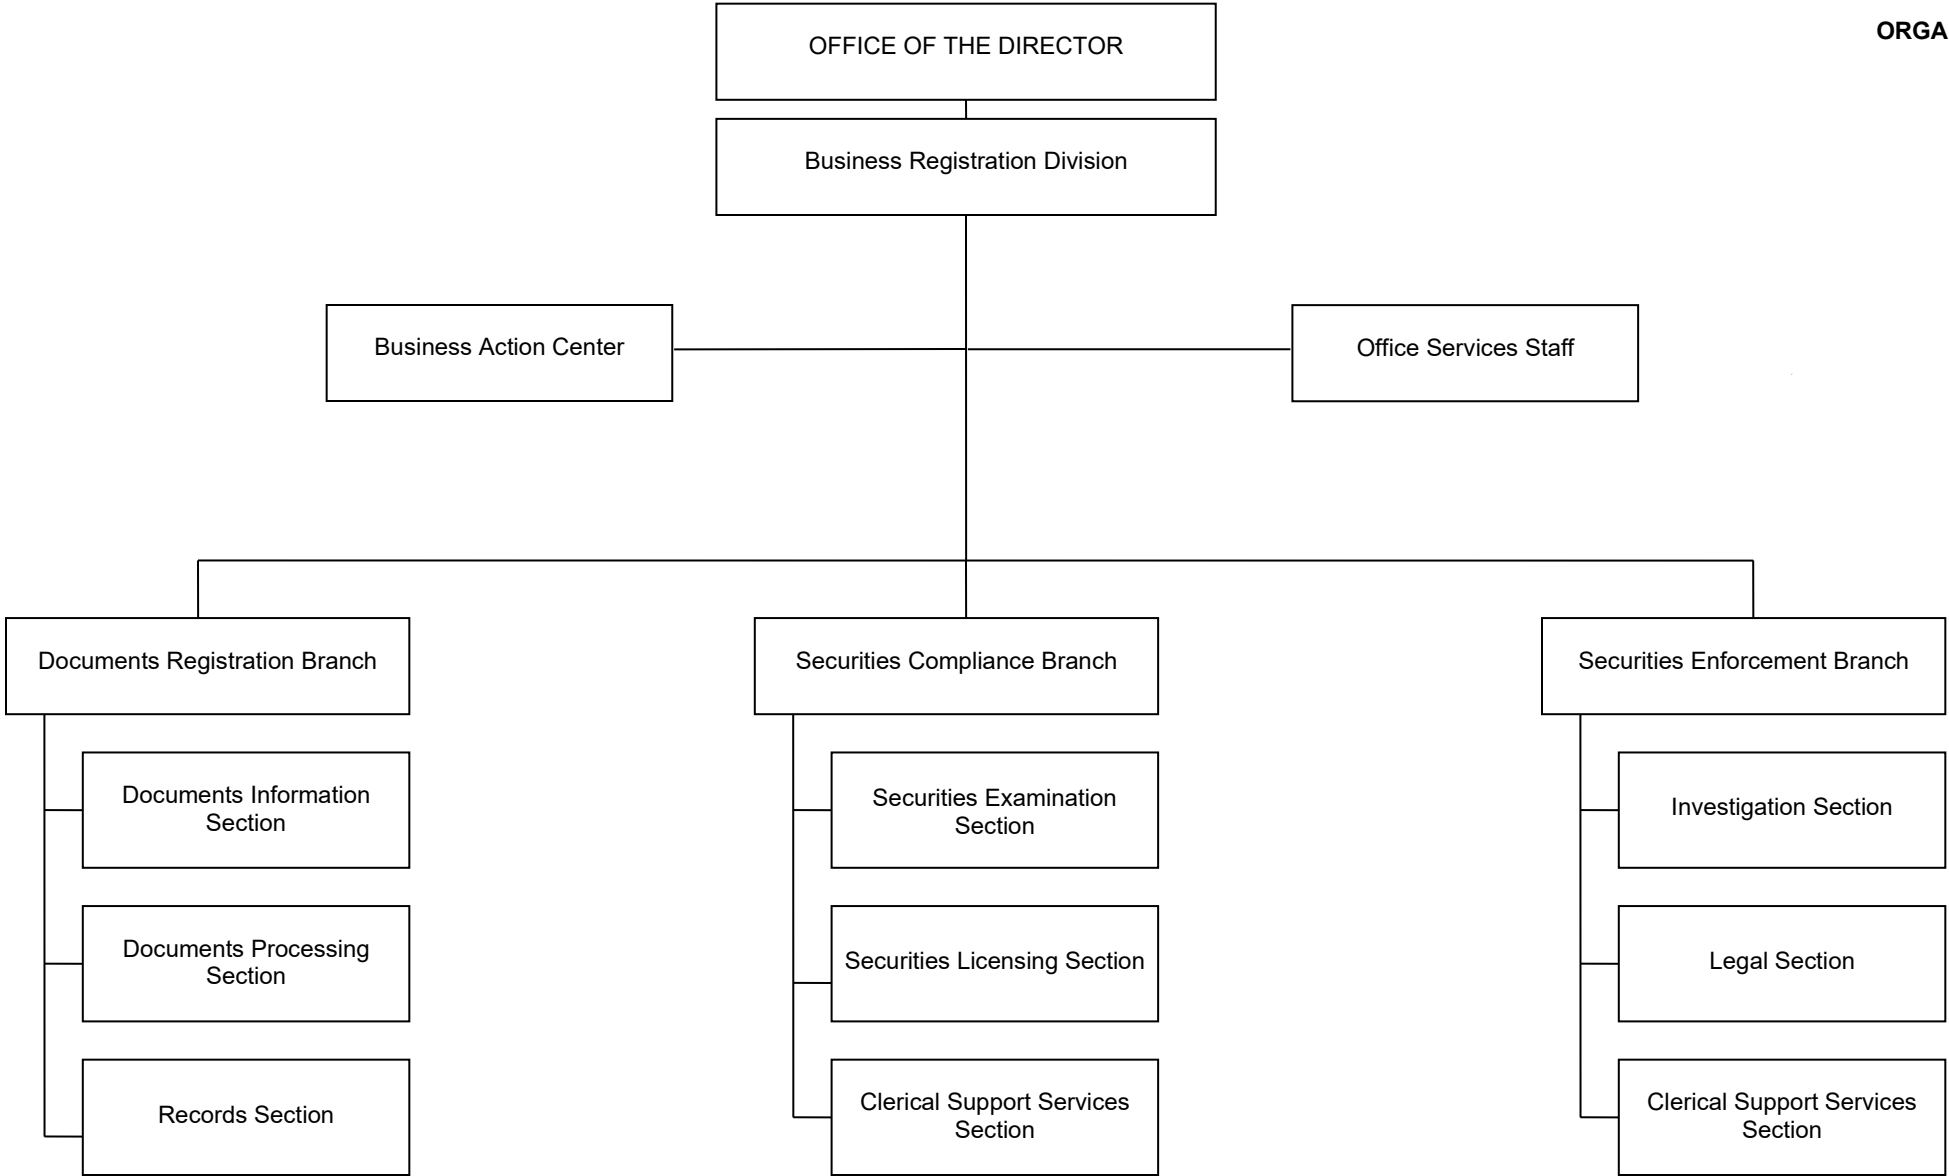 OFFICE OF THE DIRECTOR
ORGA
Business Registration Division
Business Action Center
Office Services Staff
Documents Registration Branch
Securities Compliance Branch
Securities Enforcement Branch
Documents Information
Section
Securities Examination
Section
Investigation Section
Documents Processing
Section
Securities Licensing Section
Legal Section
Records Section
Clerical Support Services
Section
Clerical Support Services
Section